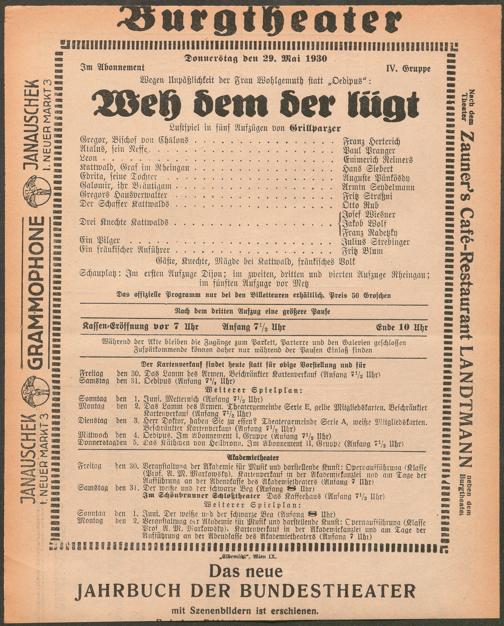 Burgtheater
Donnerstag den 29. Mai 1930
Im Abonnement IV. Gruppe
Wegen Unpäßlichkeit der Frau Wohlgemuth statt „Oedipus“:
Weh dem der lügt
Lustspiel in fünf Aufzügen von Grillparzer
Gregor, Bischof von Châlons Franz Herterich
Atalus, sein Neffe Paul Pranger
Leon Emmerich Reimers
Kattwald, Graf im Rheingau Hans Siebert
Edrita, seine Tochter Auguste Pünkösdy
Galomir, ihr Bräutigam Armin Seydelmann
Gregors Hausverwalter Fritz Straßni
Der Schaffer Kattwalds Otto Ruß
Drei Knechte Kattwalds
Josef Wiesner
Jakob Wolf
Franz Radetzky
Ein Pilger Julius Strebinger
Ein fränkischer Anführer Fritz Blum
Gäste, Knechte, Mägde bei Kattwald, fränkisches Volk
Schauplatz: Im ersten Aufzuge Dijon; im zweiten, dritten und vierten Aufzuge Rheingau;
im fünften Aufzuge vor Metz
Das offizielle Programm nur bei den Billetteuren erhältlich. Preis 50 Groschen
Nach dem dritten Aufzug eine größere Pause
Kassen-Eröffnung vor 7 Uhr Anfang 7½ Uhr Ende 10 Uhr
Während der Akte bleiben die Zugänge zum Parkett, Parterre und den Galerien geschlossen
Zuspätkommende können daher nur während der Pausen Einlaß finden
Der Kartenverkauf findet heute statt für obige Vorstellung und für
Freitag den 30. Das Lamm des Armen. Beschränkter Kartenverkauf (Anfang 7½ Uhr)
Samstag den 31. Oedipus (Anfang 7½ Uhr)
Weiterer Spielplan:
Sonntag den 1. Juni. Metternich (Anfang 7½ Uhr)
Montag den 2. Das Lamm des Armen. Theatergemeinde Serie E, gelbe Mitgliedskarten. Beschränkter
Kartenverkauf (Anfang 7½ Uhr)
Dienstag den 3. Herr Doktor, haben Sie zu essen? Theatergemeinde Serie A, weiße Mitgliedskarten.
Beschränkter Kartenverkauf (Anfang 7½ Uhr)
Mittwoch den 4. Oedipus. Im Abonnement I. Gruppe (Anfang 7½ Uhr)
Donnerstag den 5. Das Käthchen von Heilbronn. Im Abonnement II. Gruppe (Anfang 7½ Uhr)
Akademietheater
Freitag den 30. Veranstaltung der Akademie für Musik und darstellende Kunst: Opernaufführung (Klasse
Prof. A. M. Markowsky). Kartenverkauf in der Akademiekanzlei und am Tage der
Aufführung an der Abendkasse des Akademietheaters (Anfang 7 Uhr)
Samstag den 31. Der weiße und der schwarze Bog (Anfang 8 Uhr)
Im Schönbrunner Schloßtheater Das Kaffeehaus (Anfang 7½ Uhr)
Weiterer Spielplan:
Sonntag den 1. Juni. Der weiße und der schwarze Beg (Anfang 8 Uhr)
Montag den 2. Veranstaltung der Akademie für Musik und darstellende Kunst: Opernaufführung (Klasse
Prof. A. M. Markowsky). Kartenverkauf in der Akademiekanzlei und am Tage der
Aufführung an der Abendkasse des Akademietheaters (Anfang 7 Uhr)
„Elbemühl“, Wien IX.
Das neue
JAHRBUCH DER BUNDESTHEATER
mit Szenenbildern ist erschienen.
JANAUSCHEK
I. NEUER MARKT 3
GRAMMOPHONE
JANAUSCHEK
I. NEUER MARKT 3
Nach dem
Theater
Zauner's Café-Restaurant LANDTMANN
neben dem
Burgtheater